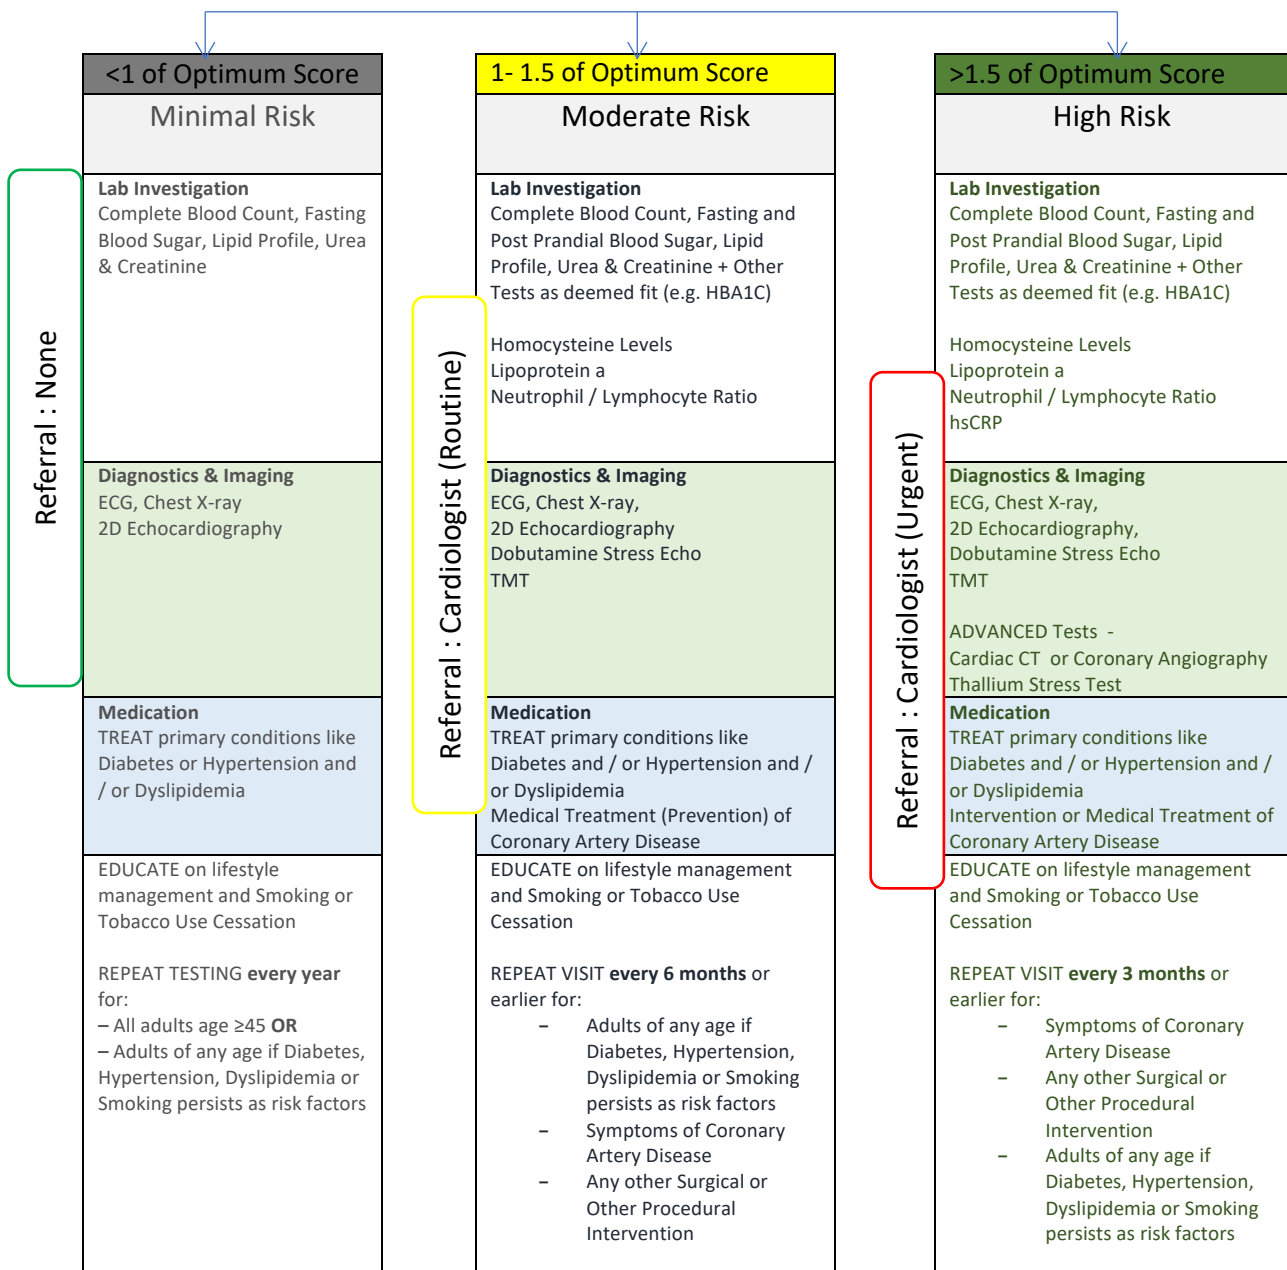 <1 of Optimum Score
Minimal Risk
Referral : None
Lab Investigation
Complete Blood Count, Fasting
Blood Sugar, Lipid Profile, Urea
& Creatinine
Diagnostics & Imaging
ECG, Chest X-ray
2D Echocardiography
Medication
TREAT primary conditions like
Diabetes or Hypertension and
/ or Dyslipidemia
EDUCATE on lifestyle
management and Smoking or
Tobacco Use Cessation
REPEAT TESTING every year
for:
– All adults age ≥45 OR
– Adults of any age if Diabetes,
Hypertension, Dyslipidemia or
Smoking persists as risk factors
1- 1.5 of Optimum Score
Moderate Risk
Referral : Cardiologist (Routine)
Lab Investigation
Complete Blood Count, Fasting and
Post Prandial Blood Sugar, Lipid
Profile, Urea & Creatinine + Other
Tests as deemed fit (e.g. HBA1C)
Homocysteine Levels
Lipoprotein a
Neutrophil / Lymphocyte Ratio
Diagnostics & Imaging
ECG, Chest X-ray,
2D Echocardiography
Dobutamine Stress Echo
TMT
Medication
TREAT primary conditions like
Diabetes and / or Hypertension and /
or Dyslipidemia
Medical Treatment (Prevention) of
Coronary Artery Disease
EDUCATE on lifestyle management
and Smoking or Tobacco Use
Cessation
REPEAT VISIT every 6 months or
earlier for:
– Adults of any age if
Diabetes, Hypertension,
Dyslipidemia or Smoking
persists as risk factors
– Symptoms of Coronary
Artery Disease
– Any other Surgical or
Other Procedural
Intervention
>1.5 of Optimum Score
High Risk
Referral : Cardiologist (Urgent)
Lab Investigation
Complete Blood Count, Fasting and
Post Prandial Blood Sugar, Lipid
Profile, Urea & Creatinine + Other
Tests as deemed fit (e.g. HBA1C)
Homocysteine Levels
Lipoprotein a
Neutrophil / Lymphocyte Ratio
hsCRP
Diagnostics & Imaging
ECG, Chest X-ray,
2D Echocardiography,
Dobutamine Stress Echo
TMT
ADVANCED Tests -
Cardiac CT or Coronary Angiography
Thallium Stress Test
Medication
TREAT primary conditions like
Diabetes and / or Hypertension and /
or Dyslipidemia
Intervention or Medical Treatment of
Coronary Artery Disease
EDUCATE on lifestyle management
and Smoking or Tobacco Use
Cessation
REPEAT VISIT every 3 months or
earlier for:
– Symptoms of Coronary
Artery Disease
– Any other Surgical or
Other Procedural
Intervention
– Adults of any age if
Diabetes, Hypertension,
Dyslipidemia or Smoking
persists as risk factors